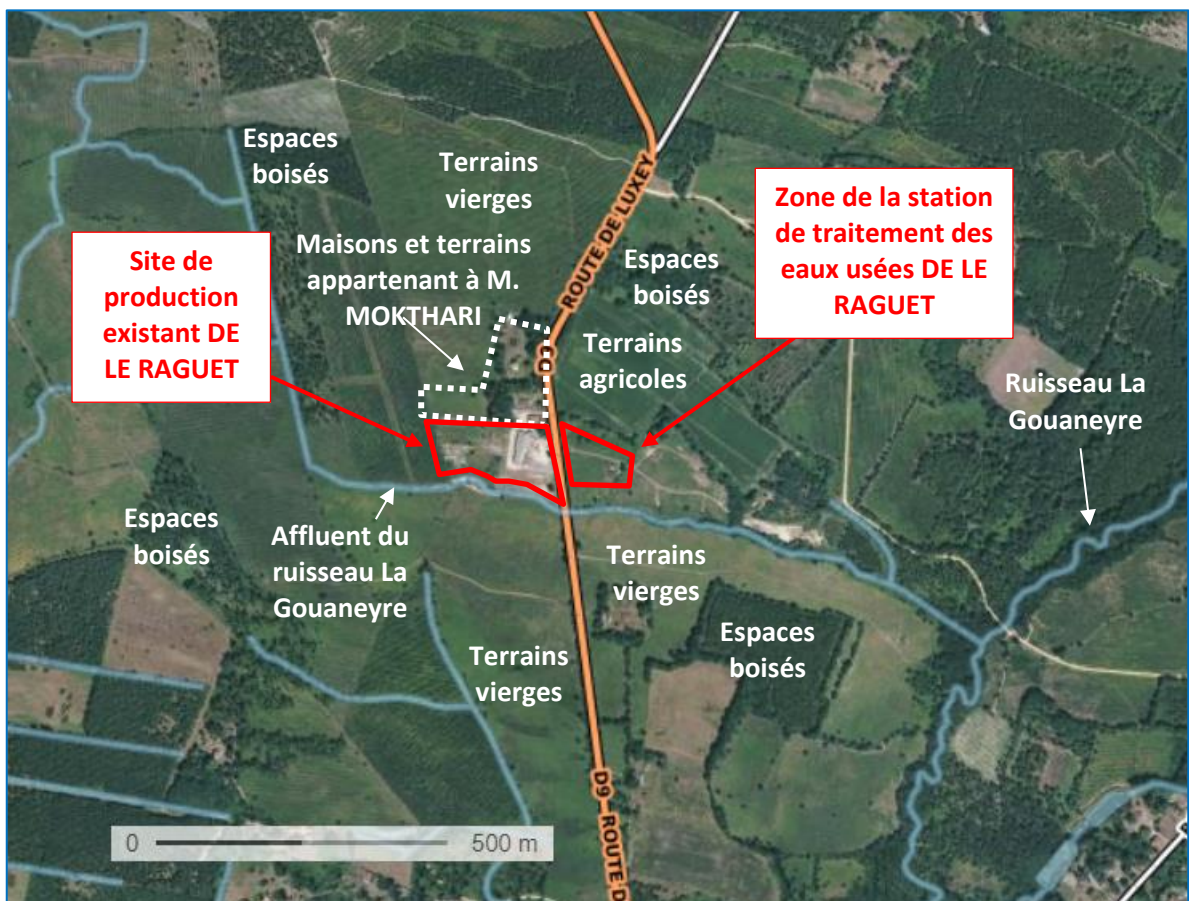 Espaces
boisés
Terrains
vierges
Zone de la station
de traitement des
eaux usées DE LE
RAGUET
Site de
production
existant DE
LE RAGUET
Maisons et terrains
appartenant à M.
MOKTHARI
ROUTE DE LUXEY
Espaces
boisés
Terrains
agricoles
Ruisseau La
Gouaneyre
Espaces
boisés
Affluent du
ruisseau La
Gouaneyre
Terrains
vierges
Espaces
boisés
Terrains
vierges
D9 - ROUTE D
0 500 m